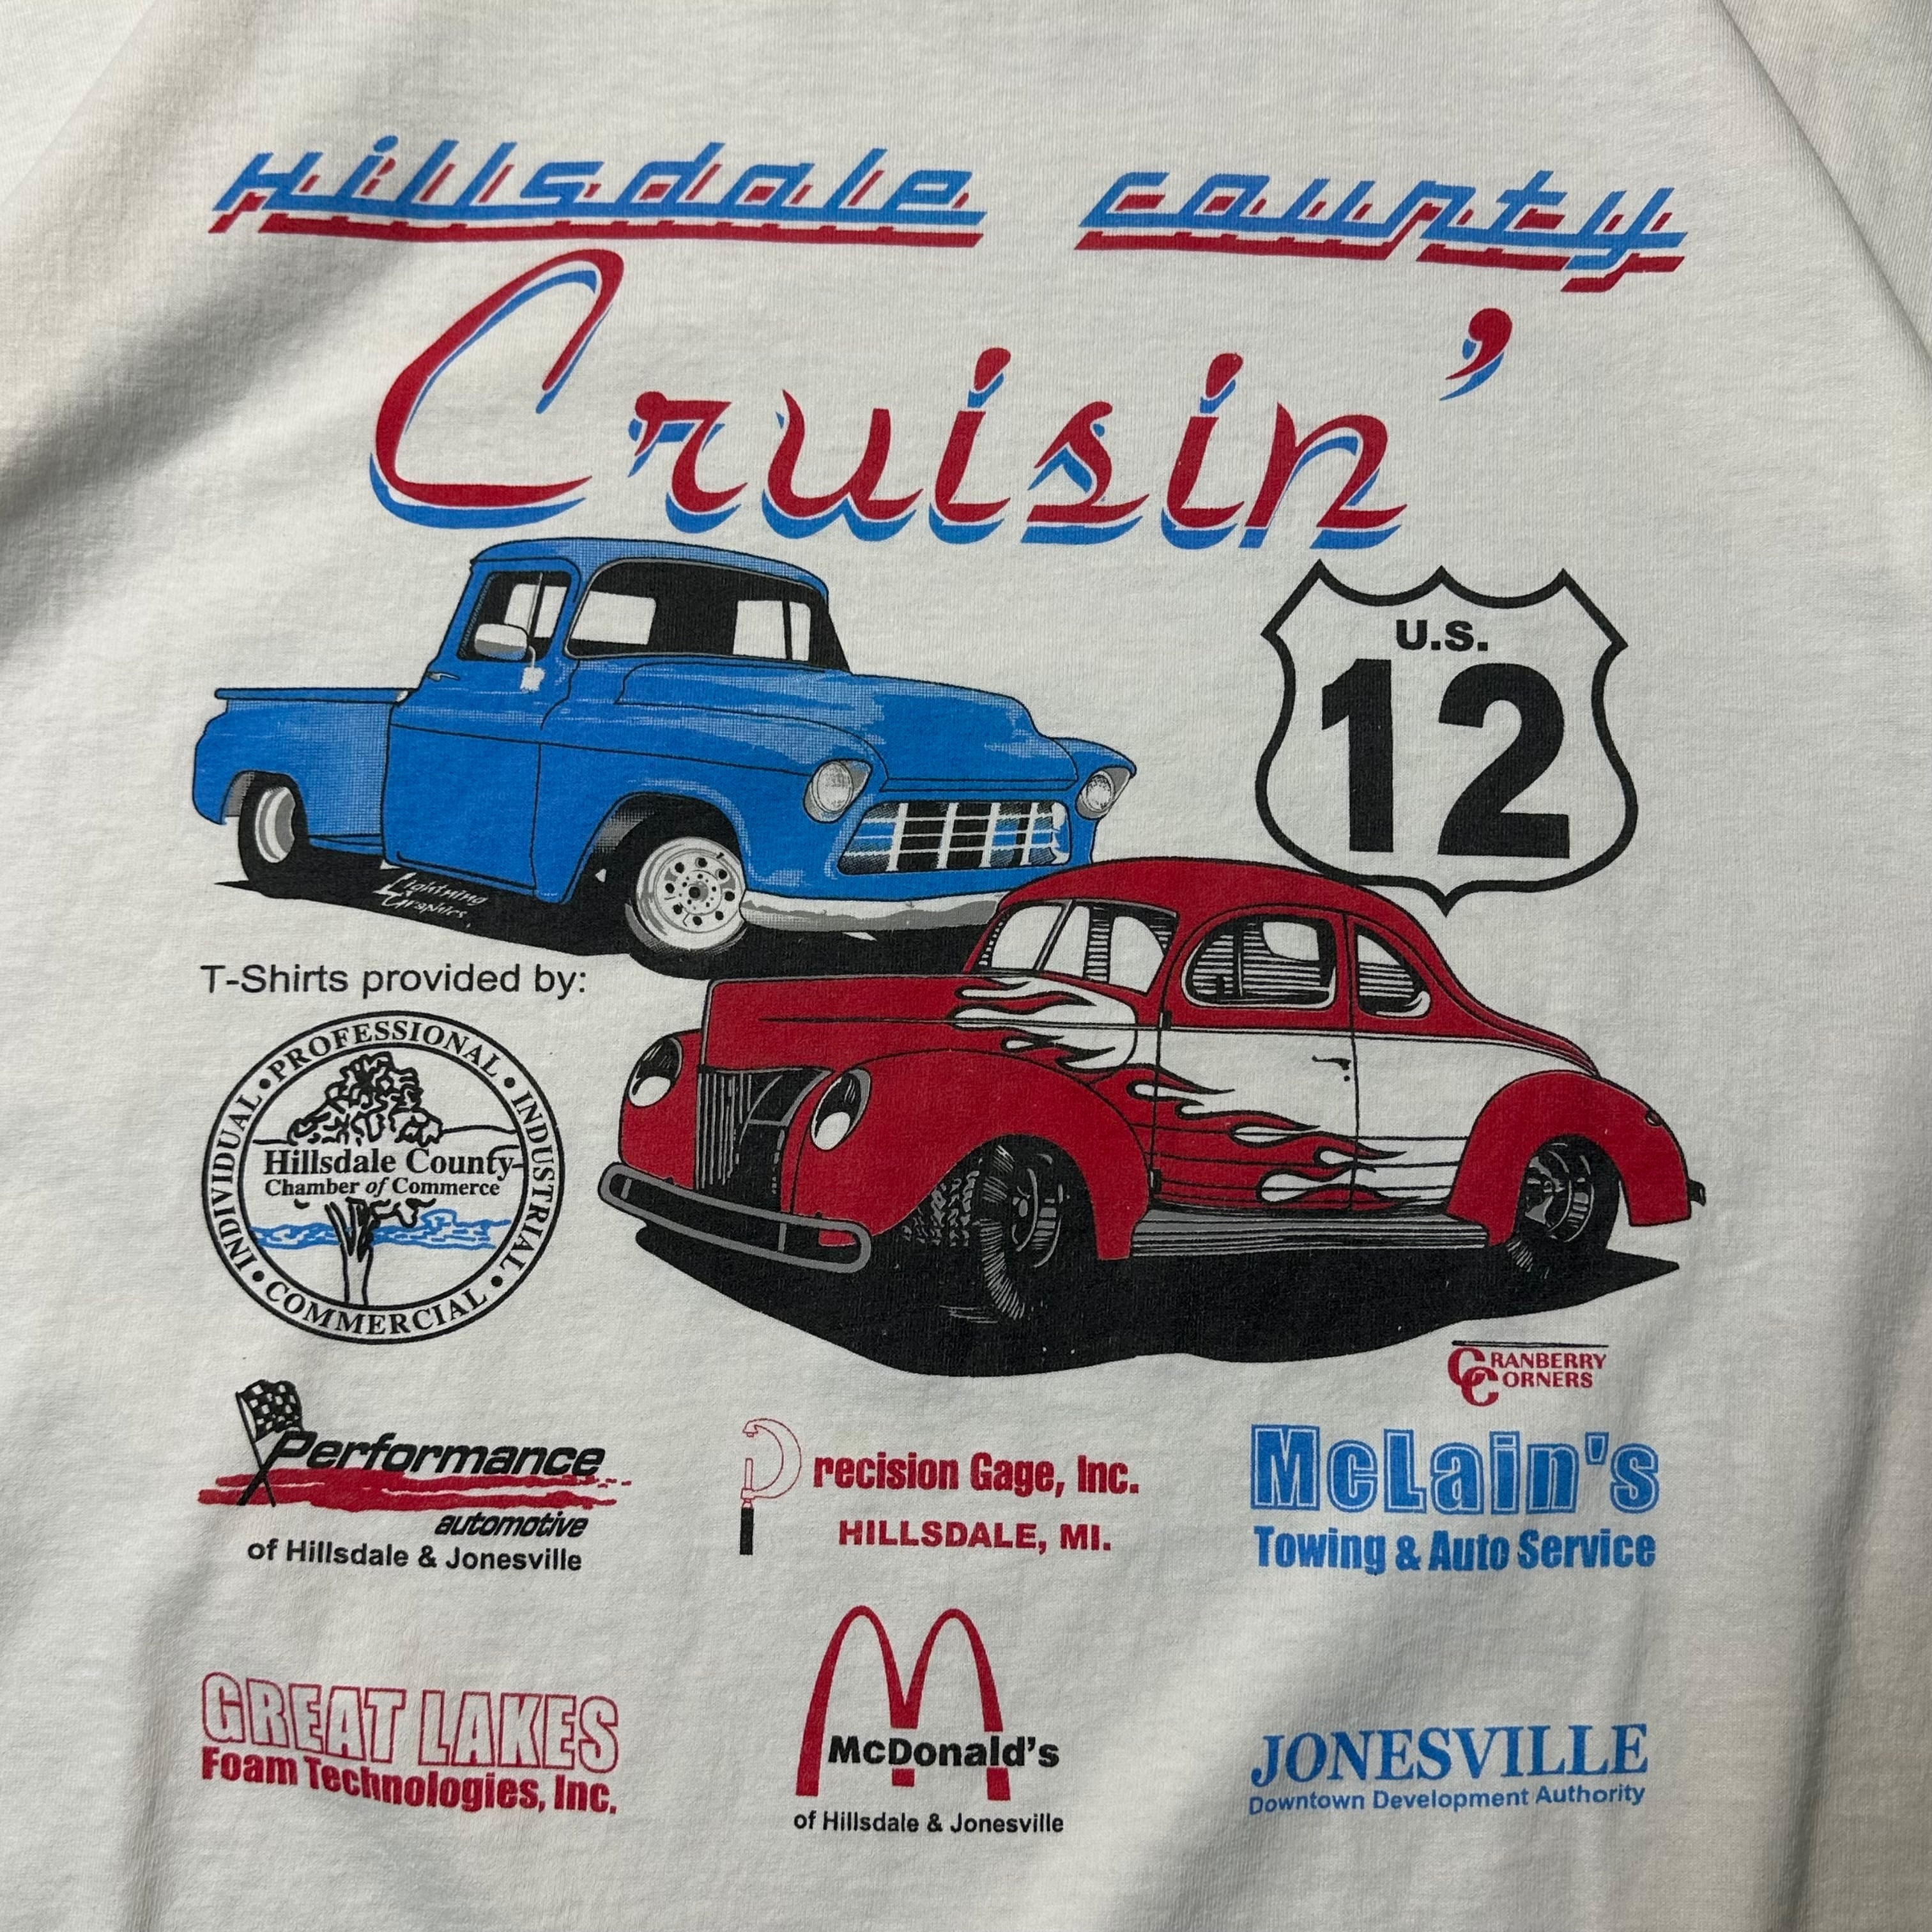 Hillsdale county
Cruisin'
U.S.
12
Lightning
Graphics
T-Shirts provided by:
INDIVIDUAL • PROFESSIONAL • INDUSTRIAL • COMMERCIAL •
Hillsdale County
Chamber of Commerce
CRANBERRY
CORNERS
Performance
automotive
of Hillsdale & Jonesville
Precision Gage, Inc.
HILLSDALE, MI.
McLain's
Towing & Auto Service
GREAT LAKES
Foam Technologies, Inc.
McDonald's
of Hillsdale & Jonesville
JONESVILLE
Downtown Development Authority